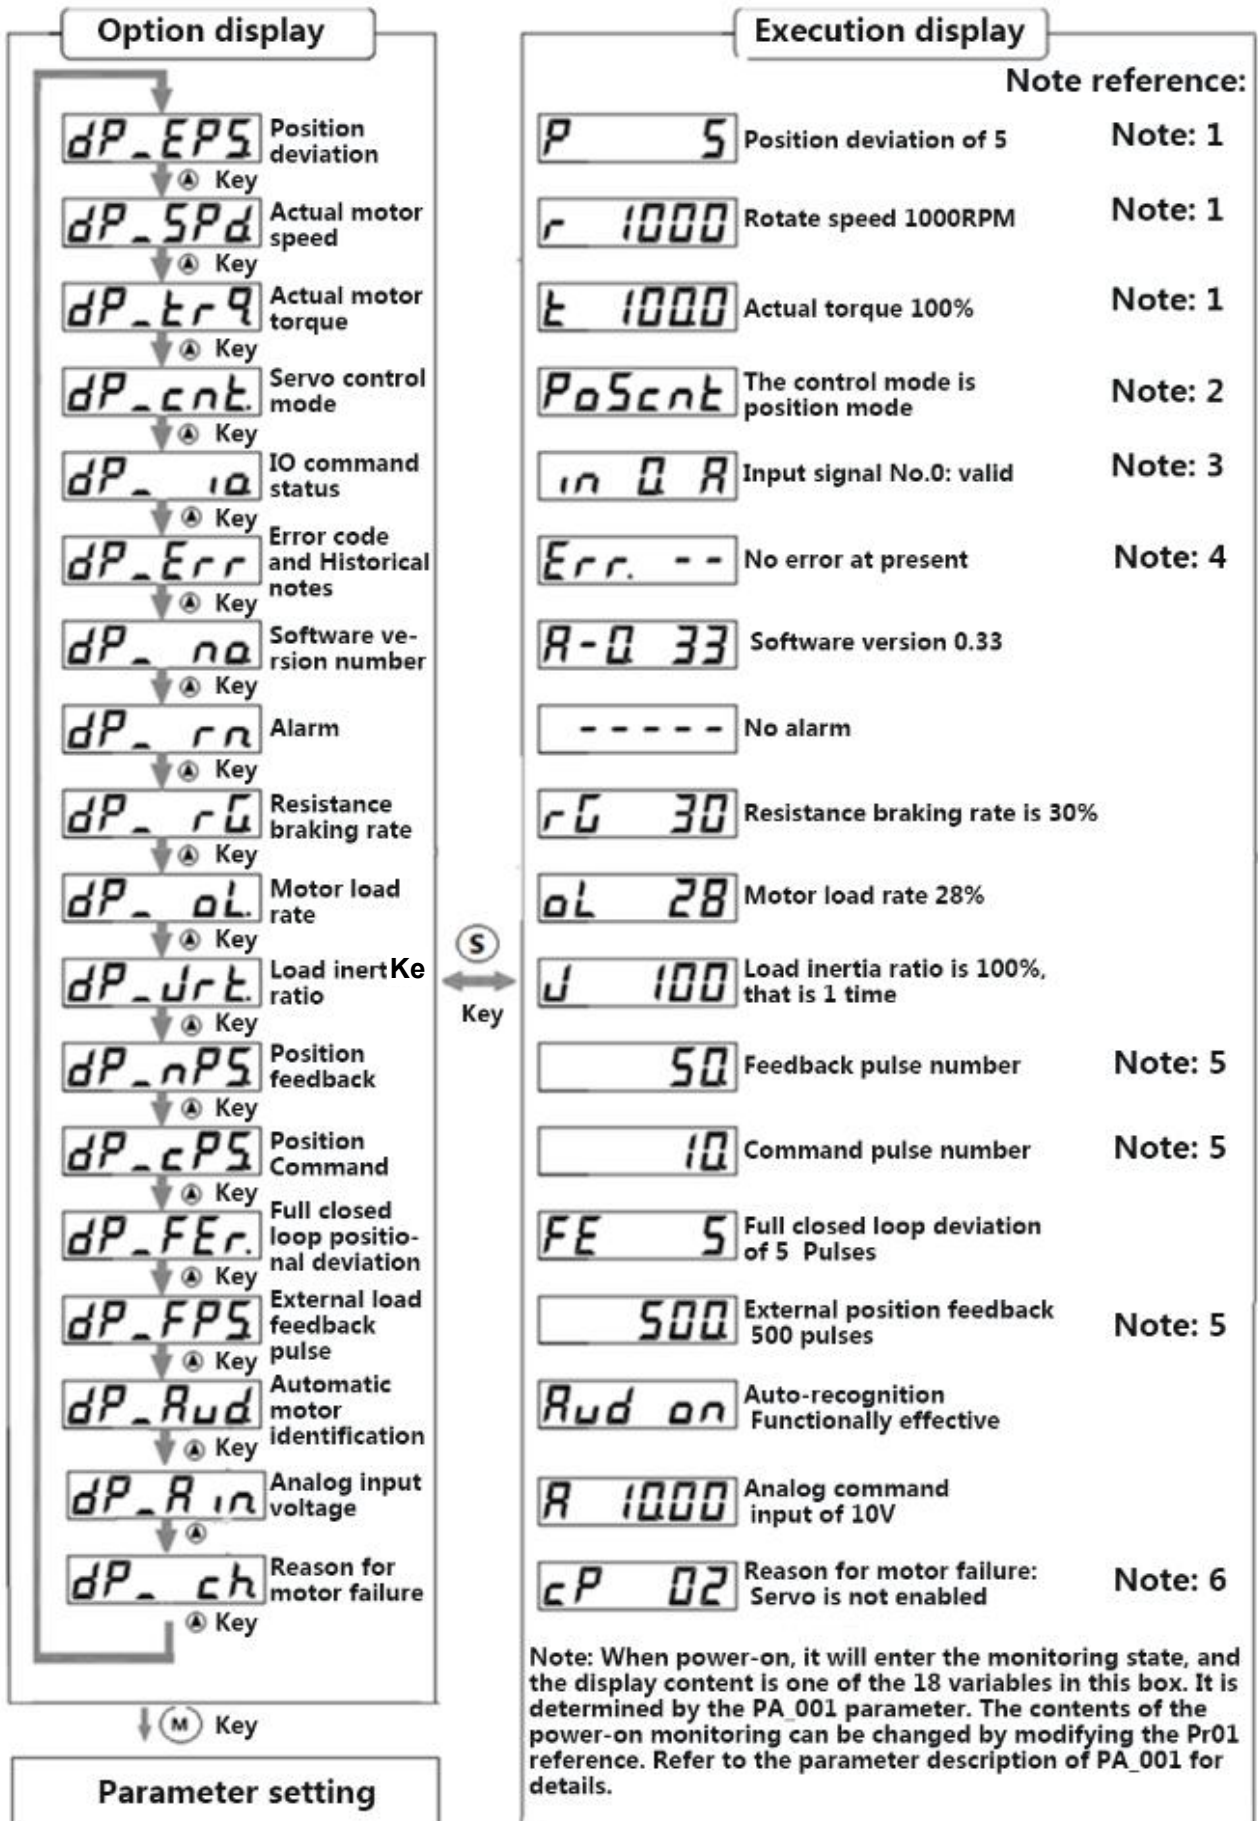 Option display
Execution display
Note reference:
dP_EPS.
Position
deviation
P 5
Position deviation of 5
Note: 1
Key
dP_SPd.
Actual motor
speed
r 1000
Rotate speed 1000RPM
Note: 1
Key
dP_trq
Actual motor
torque
t 100.0
Actual torque 100%
Note: 1
Key
dP_cnt.
Servo control
mode
PoScnt
The control mode is
position mode
Note: 2
Key
dP_ io.
IO command
status
in 0. A
Input signal No.0: valid
Note: 3
Key
dP_Err
Error code
and Historical
notes
Err. --
No error at present
Note: 4
Key
dP_ no.
Software ve-
rsion number
A-0. 33
Software version 0.33
Key
dP_ rn
Alarm
-----
No alarm
Key
dP_ rG.
Resistance
braking rate
rG 30
Resistance braking rate is 30%
Key
dP_ oL.
Motor load
rate
oL 28
Motor load rate 28%
Key
S
Key
dP_Jrt.
Load inertKe
ratio
J 100
Load inertia ratio is 100%,
that is 1 time
Key
dP_nPS.
Position
feedback
50.
Feedback pulse number
Note: 5
Key
dP_cPS.
Position
Command
10.
Command pulse number
Note: 5
Key
dP_FEr.
Full closed
loop positio-
nal deviation
FE 5
Full closed loop deviation
of 5 Pulses
Key
dP_FPS.
External load
feedback
pulse
500.
External position feedback
500 pulses
Note: 5
Key
dP_Aud.
Automatic
motor
identification
Aud on
Auto-recognition
Functionally effective
Key
dP_A in
Analog input
voltage
A 10.00
Analog command
input of 10V
dP_ ch
Reason for
motor failure
cP 02
Reason for motor failure:
Servo is not enabled
Note: 6
Key
Note: When power-on, it will enter the monitoring state, and
the display content is one of the 18 variables in this box. It is
determined by the PA_001 parameter. The contents of the
power-on monitoring can be changed by modifying the Pr01
reference. Refer to the parameter description of PA_001 for
details.
M Key
Parameter setting